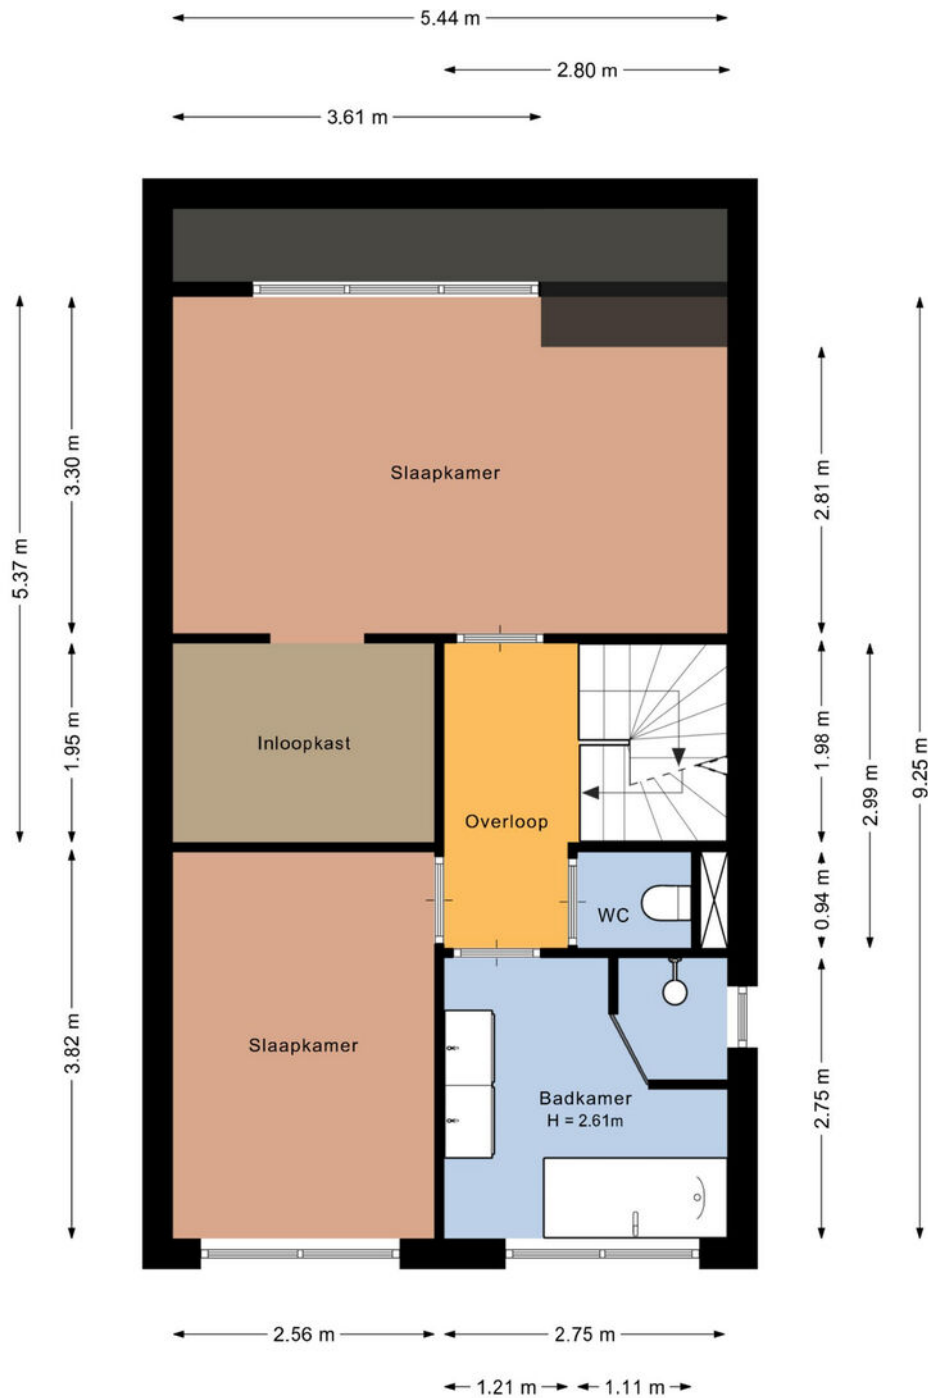 5.44 m
2.80 m
3.61 m
5.37 m
3.30 m
1.95 m
3.82 m
Slaapkamer
Inloopkast
Overloop
WC
Slaapkamer
Badkamer
H = 2.61m
2.81 m
1.98 m
0.94 m
2.75 m
2.99 m
9.25 m
2.56 m
2.75 m
1.21 m
1.11 m